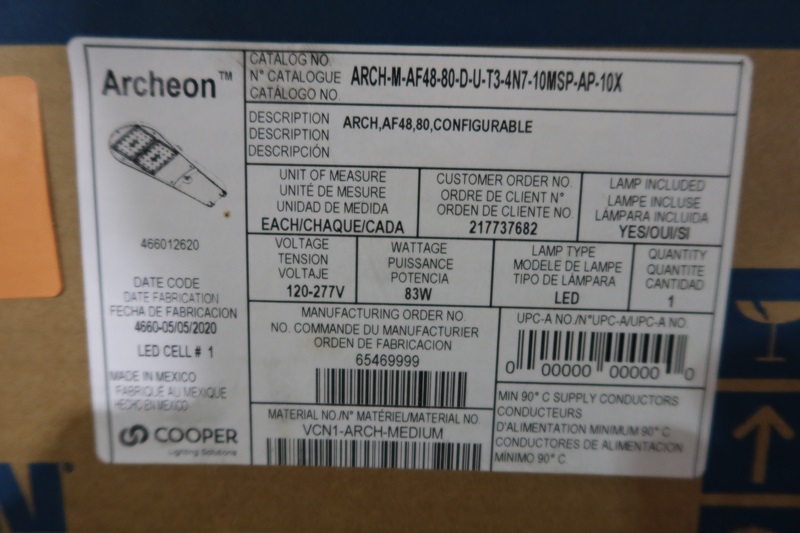 Archeon™
466012620
DATE CODE
DATE FABRICATION
FECHA DE FABRICACION
4660-05/05/2020
LED CELL # 1
MADE IN MEXICO
FABRIQUÉ AU MEXIQUE
HECHO EN MEXICO
COOPER
Lighting Solutions
CATALOG NO.
N° CATALOGUE
CATÁLOGO NO.
ARCH-M-AF48-80-D-U-T3-4N7-10MSP-AP-10X
DESCRIPTION
DESCRIPTION
DESCRIPCIÓN
ARCH,AF48,80,CONFIGURABLE
UNIT OF MEASURE
UNITÉ DE MESURE
UNIDAD DE MEDIDA
EACH/CHAQUE/CADA
CUSTOMER ORDER NO.
ORDRE DE CLIENT N°
ORDEN DE CLIENTE NO.
217737682
LAMP INCLUDED
LAMPE INCLUSE
LÁMPARA INCLUIDA
YES/OUI/SI
VOLTAGE
TENSION
VOLTAJE
120-277V
WATTAGE
PUISSANCE
POTENCIA
83W
LAMP TYPE
MODELE DE LAMPE
TIPO DE LÁMPARA
LED
QUANTITY
QUANTITE
CANTIDAD
1
MANUFACTURING ORDER NO.
NO. COMMANDE DU MANUFACTURIER
ORDEN DE FABRICACION
65469999
UPC-A NO./N°UPC-A/UPC-A NO.
0 00000 00000 0
MATERIAL NO./N° MATÉRIEL/MATERIAL NO.
VCN1-ARCH-MEDIUM
MIN 90° C SUPPLY CONDUCTORS
CONDUCTEURS
D'ALIMENTATION MINIMUM 90° C
CONDUCTORES DE ALIMENTACION
MÍNIMO 90° C